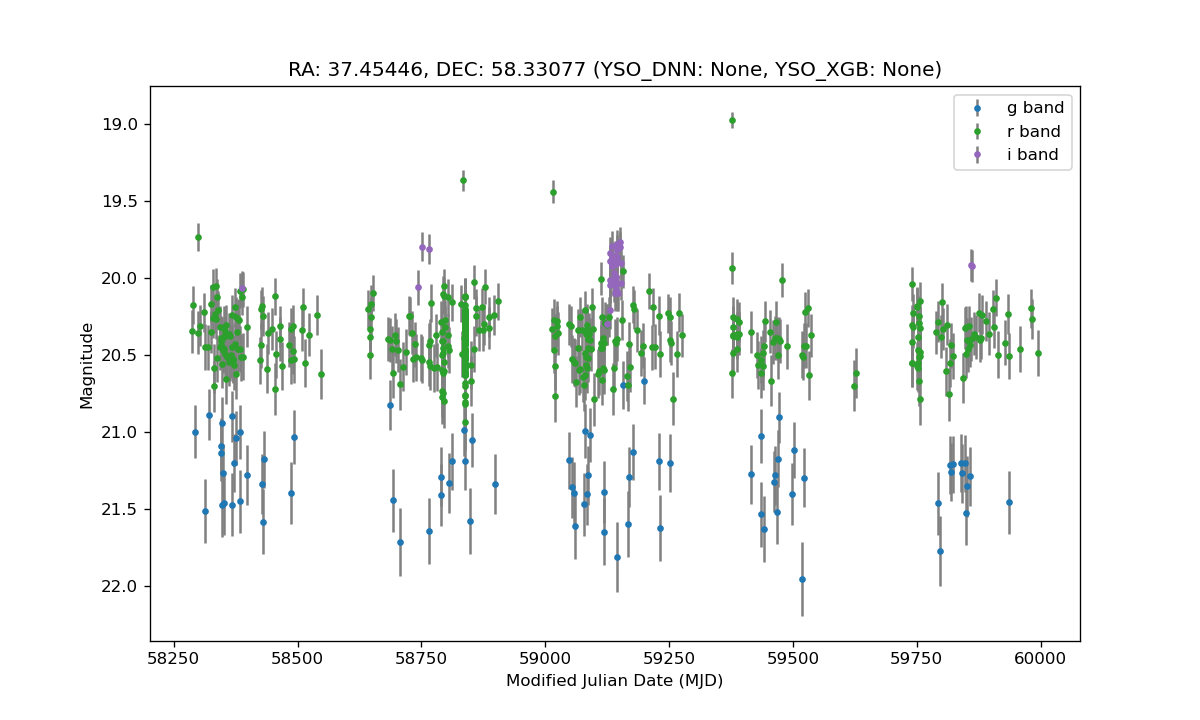 RA: 37.45446, DEC: 58.33077 (YSO_DNN: None, YSO_XGB: None)
g band
r band
i band
19.0
19.5
20.0
20.5
21.0
21.5
22.0
Magnitude
58250 58500 58750 59000 59250 59500 59750 60000
Modified Julian Date (MJD)